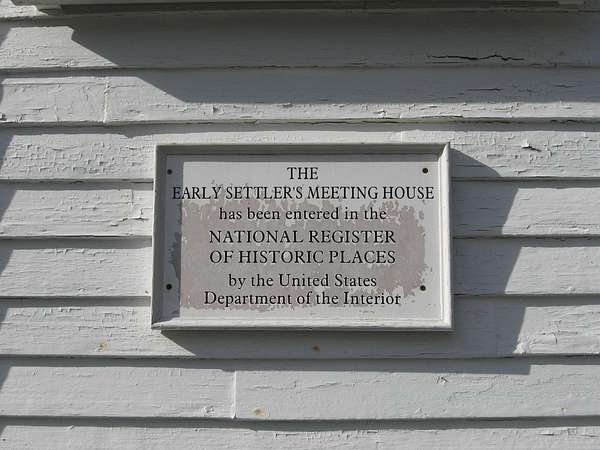 THE
EARLY SETTLER'S MEETING HOUSE
has been entered in the
NATIONAL REGISTER
OF HISTORIC PLACES
by the United States
Department of the Interior